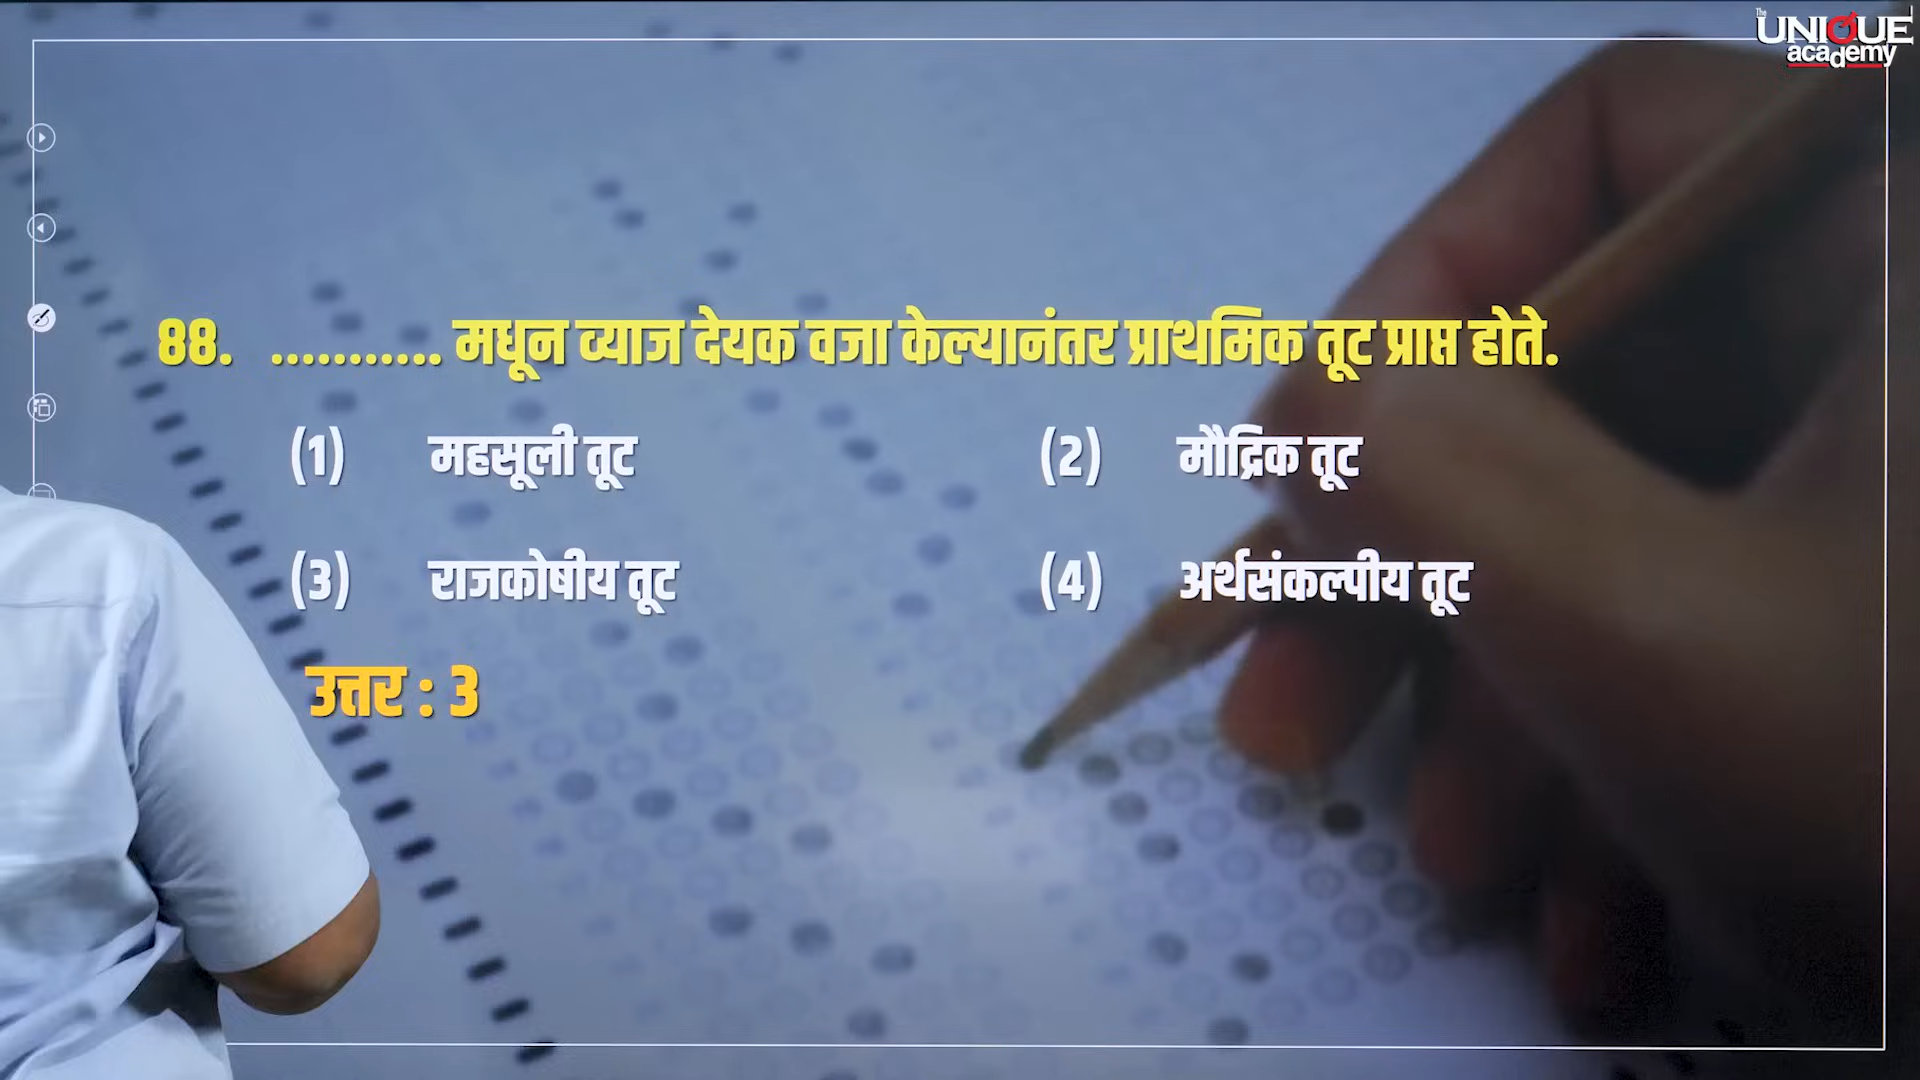 The
UNIQUE
academy
88. ........... मधून व्याज देयक वजा केल्यानंतर प्राथमिक तूट प्राप्त होते.
(1) महसूली तूट (2) मौद्रिक तूट
(3) राजकोषीय तूट (4) अर्थसंकल्पीय तूट
उत्तर : 3